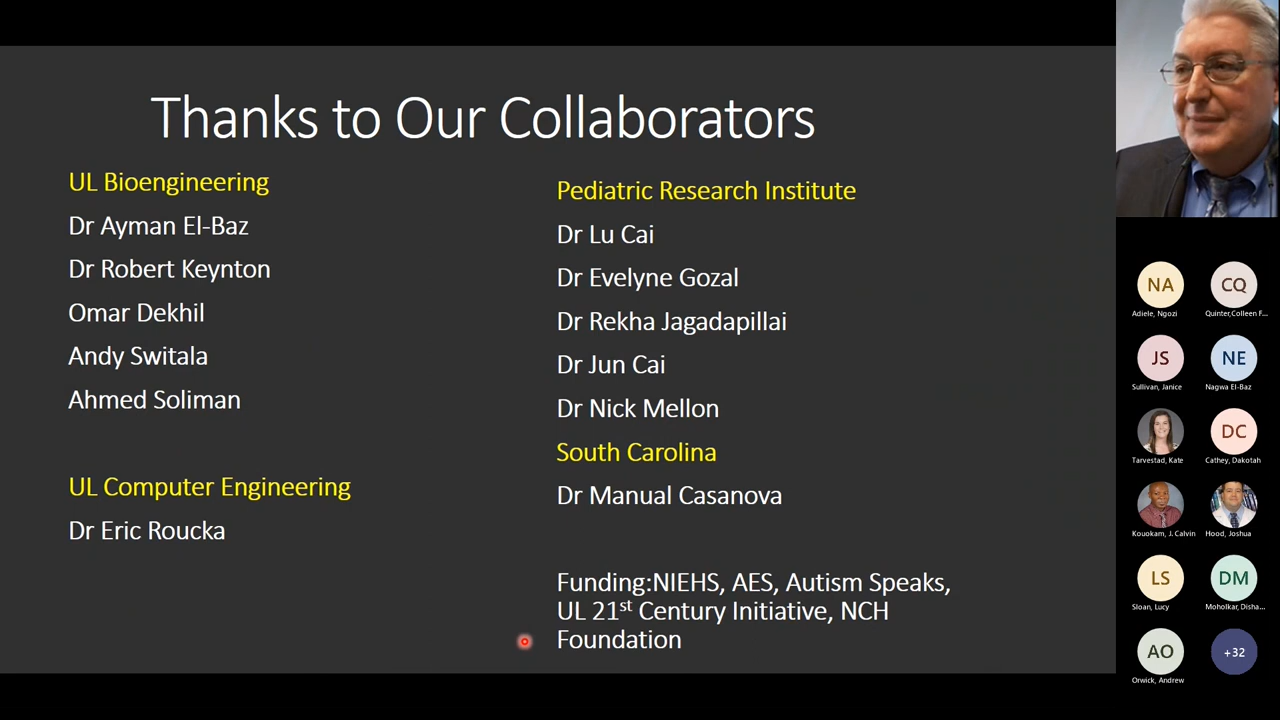 Thanks to Our Collaborators
UL Bioengineering
Dr Ayman El-Baz
Dr Robert Keynton
Omar Dekhil
Andy Switala
Ahmed Soliman
UL Computer Engineering
Dr Eric Roucka
Pediatric Research Institute
Dr Lu Cai
Dr Evelyne Gozal
Dr Rekha Jagadapillai
Dr Jun Cai
Dr Nick Mellon
South Carolina
Dr Manual Casanova
Funding:NIEHS, AES, Autism Speaks,
UL 21st Century Initiative, NCH
Foundation
NA
CQ
Adiele, Ngozi
Quinter,Colleen F...
JS
NE
Sullivan, Janice
Nagwa El-Baz
DC
Tarvestad, Kate
Cathey, Dakotah
Kouokam, J. Calvin
Hood, Joshua
LS
DM
Sloan, Lucy
Moholkar, Disha...
AO
+32
Orwick, Andrew